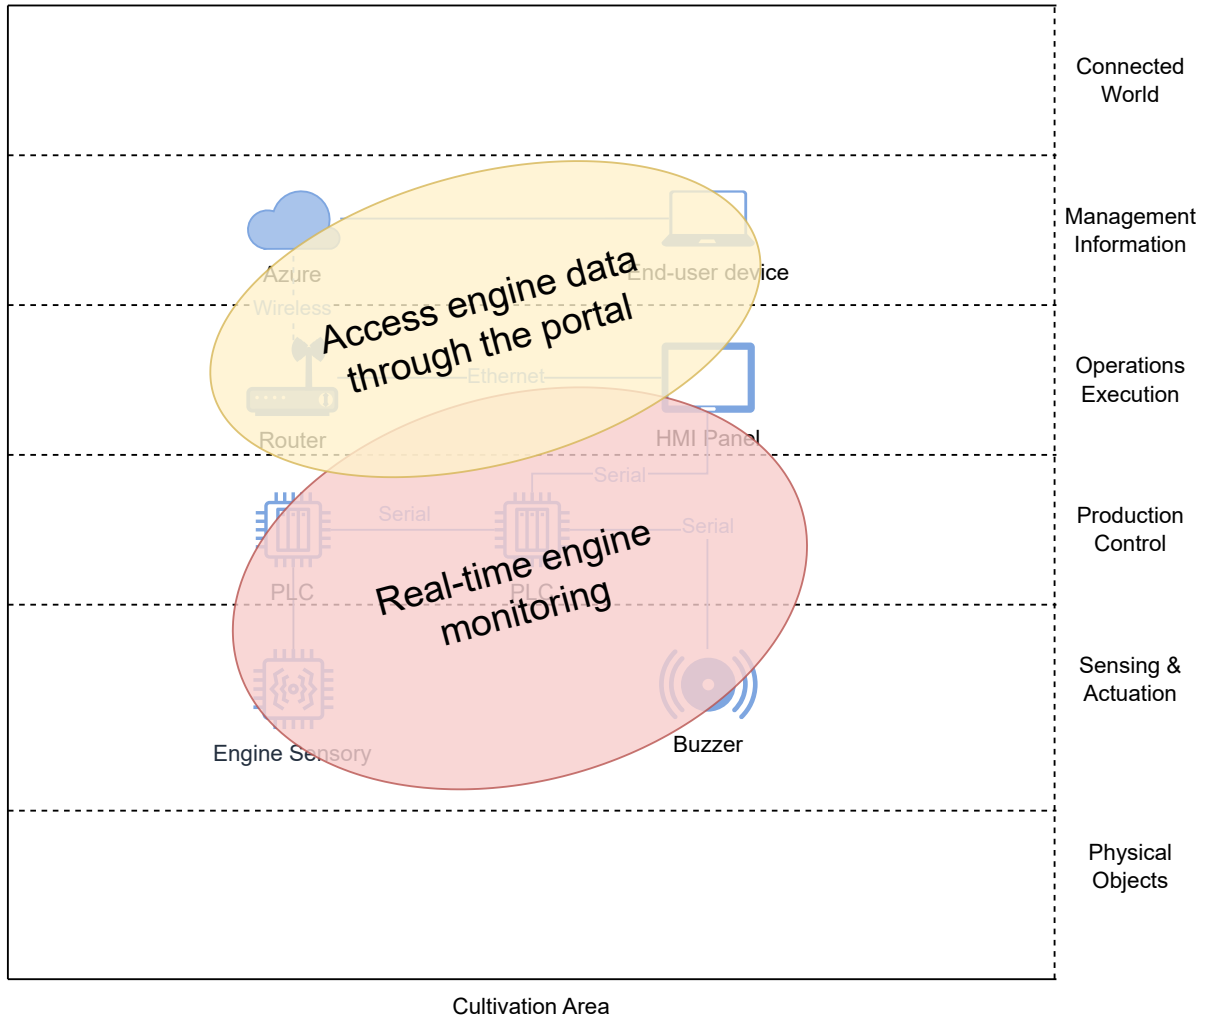 Connected
World
Management
Information
Azure
End-user device
Wireless
Access engine data
through the portal
Operations
Execution
Ethernet
Router
HMI Panel
Serial
Serial
Serial
Production
Control
Real-time engine
monitoring
PLC
PLC
Sensing &
Actuation
Engine Sensory
Buzzer
Physical
Objects
Cultivation Area